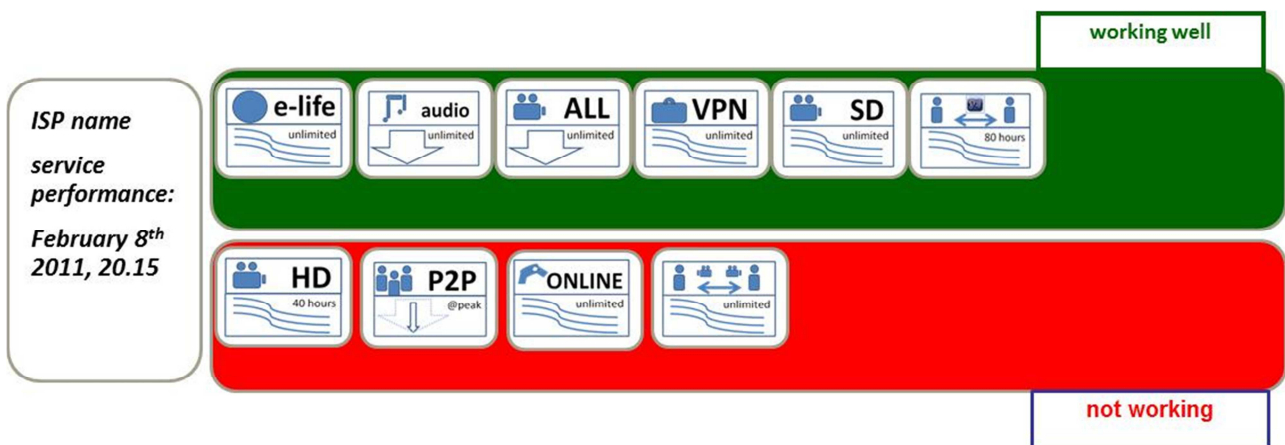 working well
ISP name
service
performance:
February 8th
2011, 20.15
e-life
unlimited
audio
unlimited
ALL
unlimited
VPN
unlimited
SD
unlimited
80 hours
HD
40 hours
P2P
@peak
ONLINE
unlimited
unlimited
not working